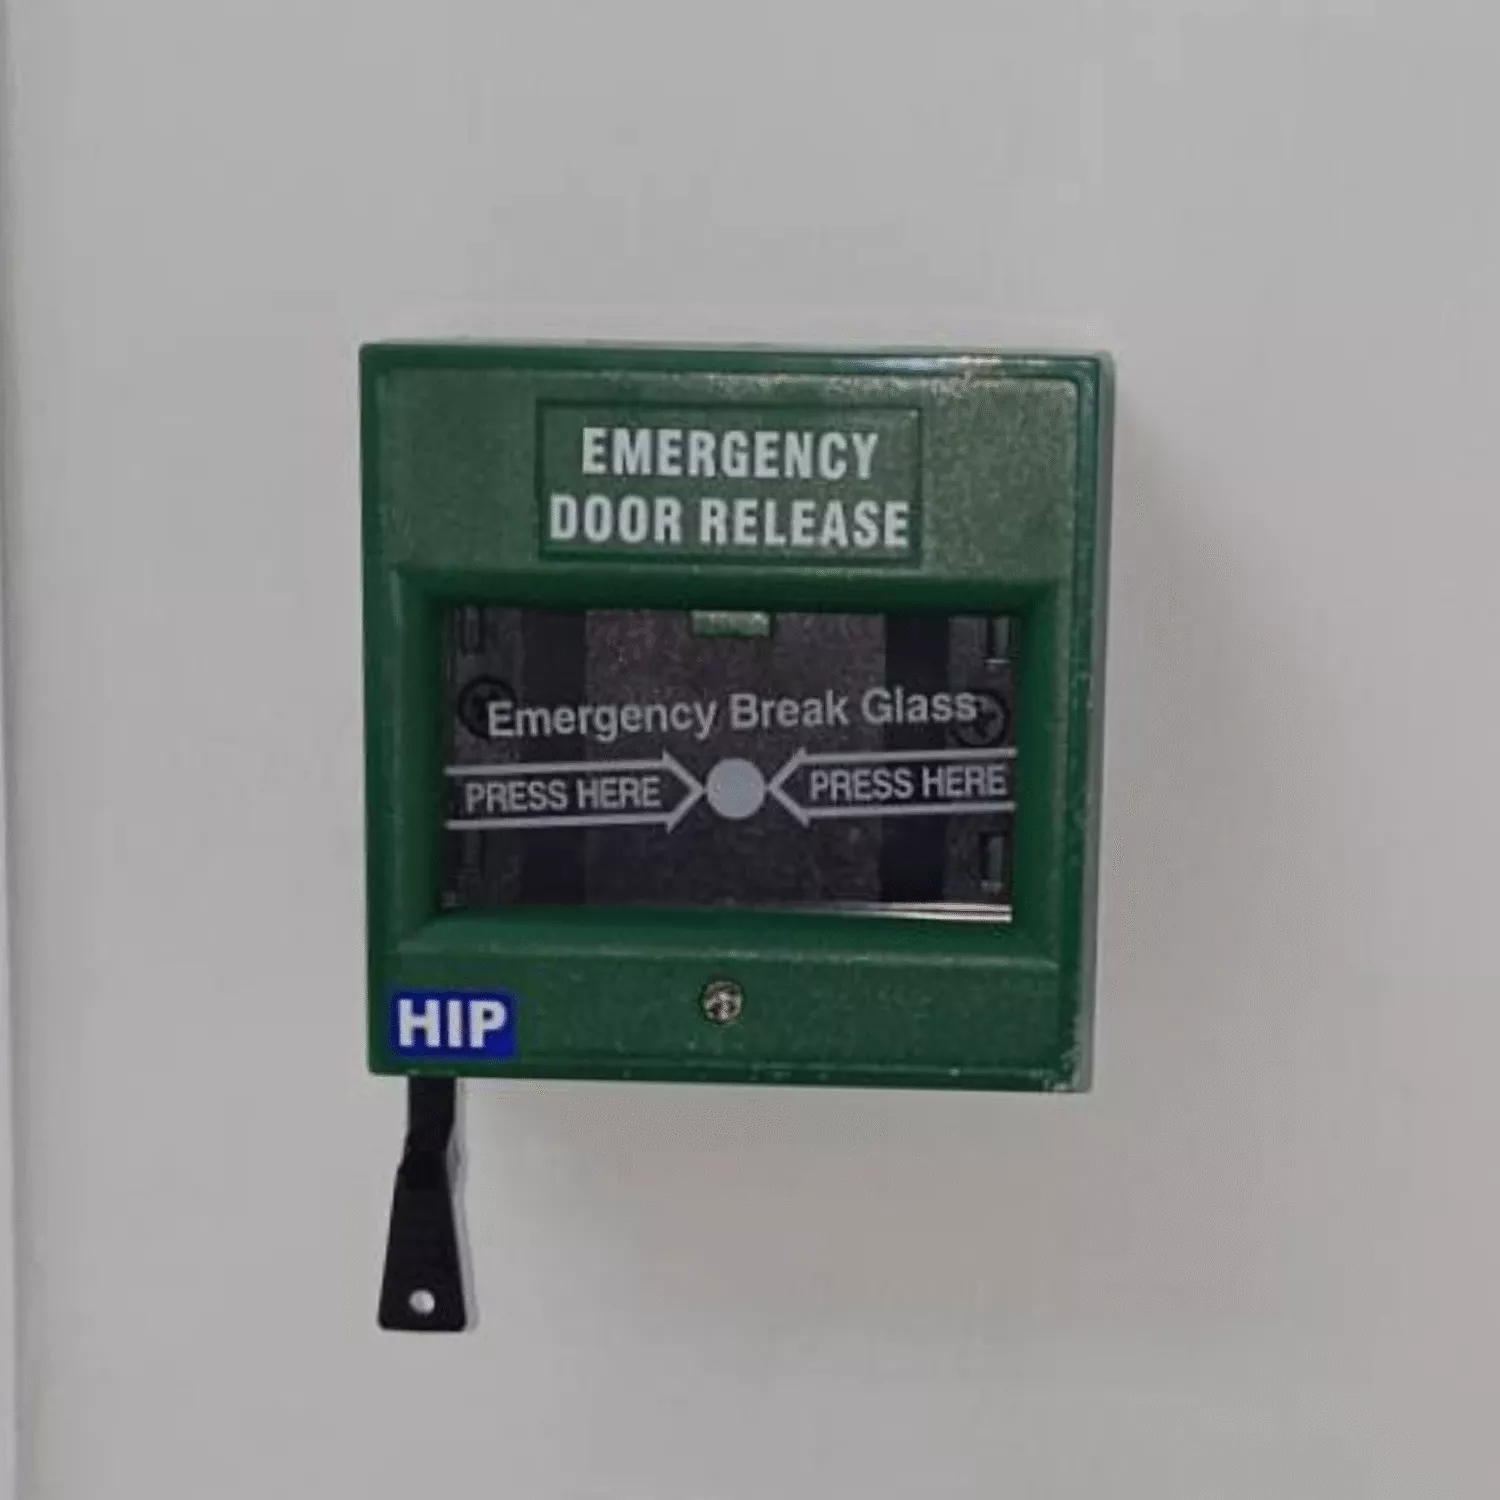 EMERGENCY
DOOR RELEASE
Emergency Break Glass
PRESS HERE PRESS HERE
HIP